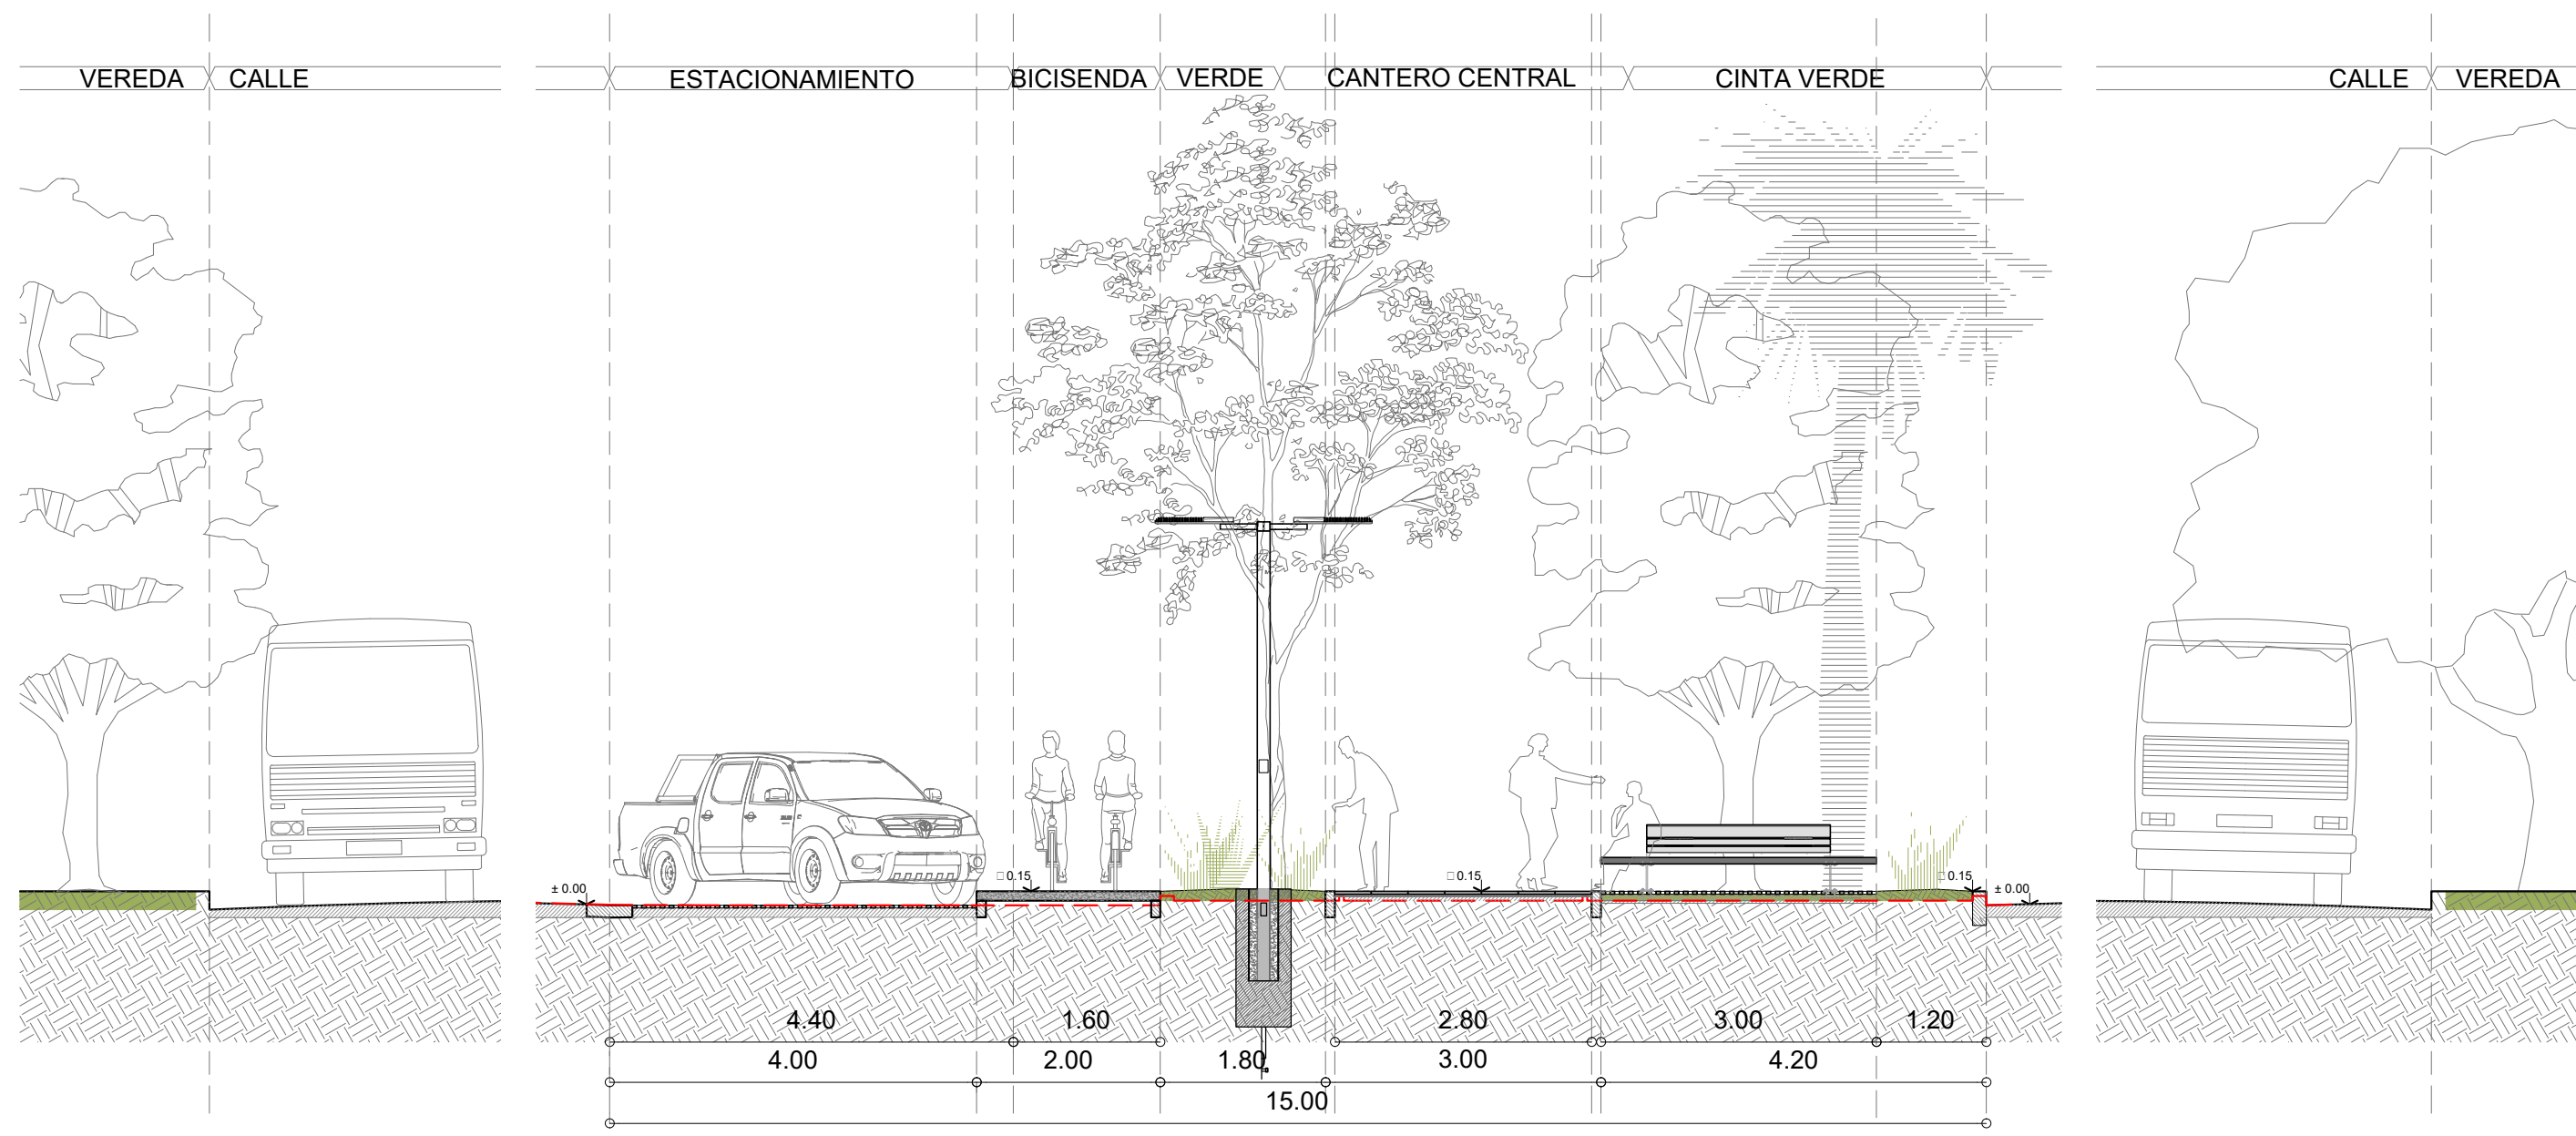 VEREDA CALLE ESTACIONAMIENTO BICISENDA VERDE CANTERO CENTRAL CINTA VERDE CALLE VEREDA
± 0.00 □ 0.15 □ 0.15 □ 0.15 ± 0.00
4.40 1.60 2.80 3.00 1.20
4.00 2.00 1.80 3.00 4.20
15.00